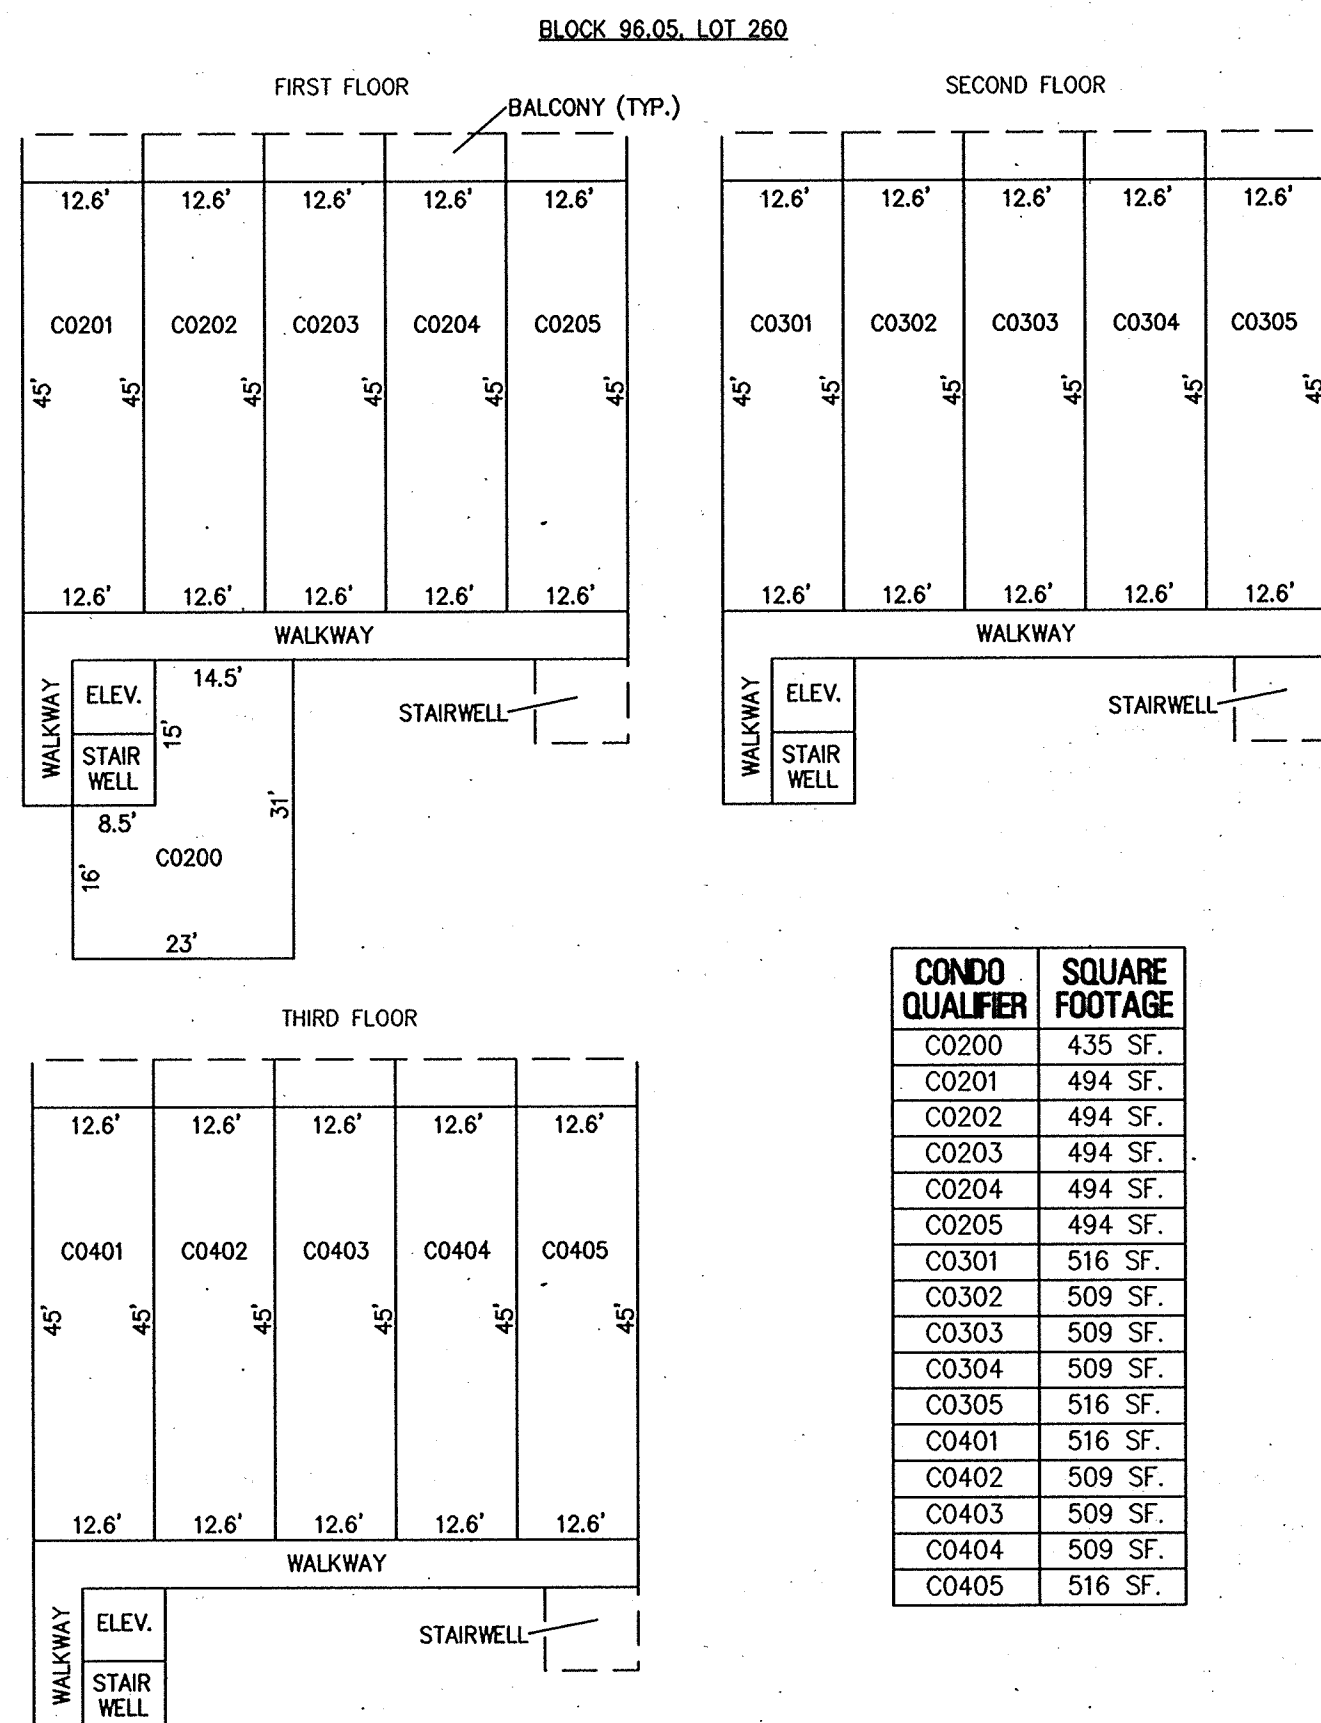 BLOCK 96.05, LOT 260
FIRST FLOOR
BALCONY (TYP.)
12.6' 12.6' 12.6' 12.6' 12.6'
C0201 C0202 C0203 C0204 C0205
45' 45' 45' 45' 45' 45'
12.6' 12.6' 12.6' 12.6' 12.6'
WALKWAY
WALKWAY
ELEV.
STAIR
WELL
14.5'
15'
31'
8.5'
C0200
16'
23'
STAIRWELL
SECOND FLOOR
12.6' 12.6' 12.6' 12.6' 12.6'
C0301 C0302 C0303 C0304 C0305
45' 45' 45' 45' 45' 45'
12.6' 12.6' 12.6' 12.6' 12.6'
WALKWAY
WALKWAY
ELEV.
STAIR
WELL
STAIRWELL
THIRD FLOOR
12.6' 12.6' 12.6' 12.6' 12.6'
C0401 C0402 C0403 C0404 C0405
45' 45' 45' 45' 45' 45'
12.6' 12.6' 12.6' 12.6' 12.6'
WALKWAY
WALKWAY
ELEV.
STAIR
WELL
STAIRWELL
CONDO QUALIFIER SQUARE FOOTAGE
C0200 435 SF.
C0201 494 SF.
C0202 494 SF.
C0203 494 SF.
C0204 494 SF.
C0205 494 SF.
C0301 516 SF.
C0302 509 SF.
C0303 509 SF.
C0304 509 SF.
C0305 516 SF.
C0401 516 SF.
C0402 509 SF.
C0403 509 SF.
C0404 509 SF.
C0405 516 SF.